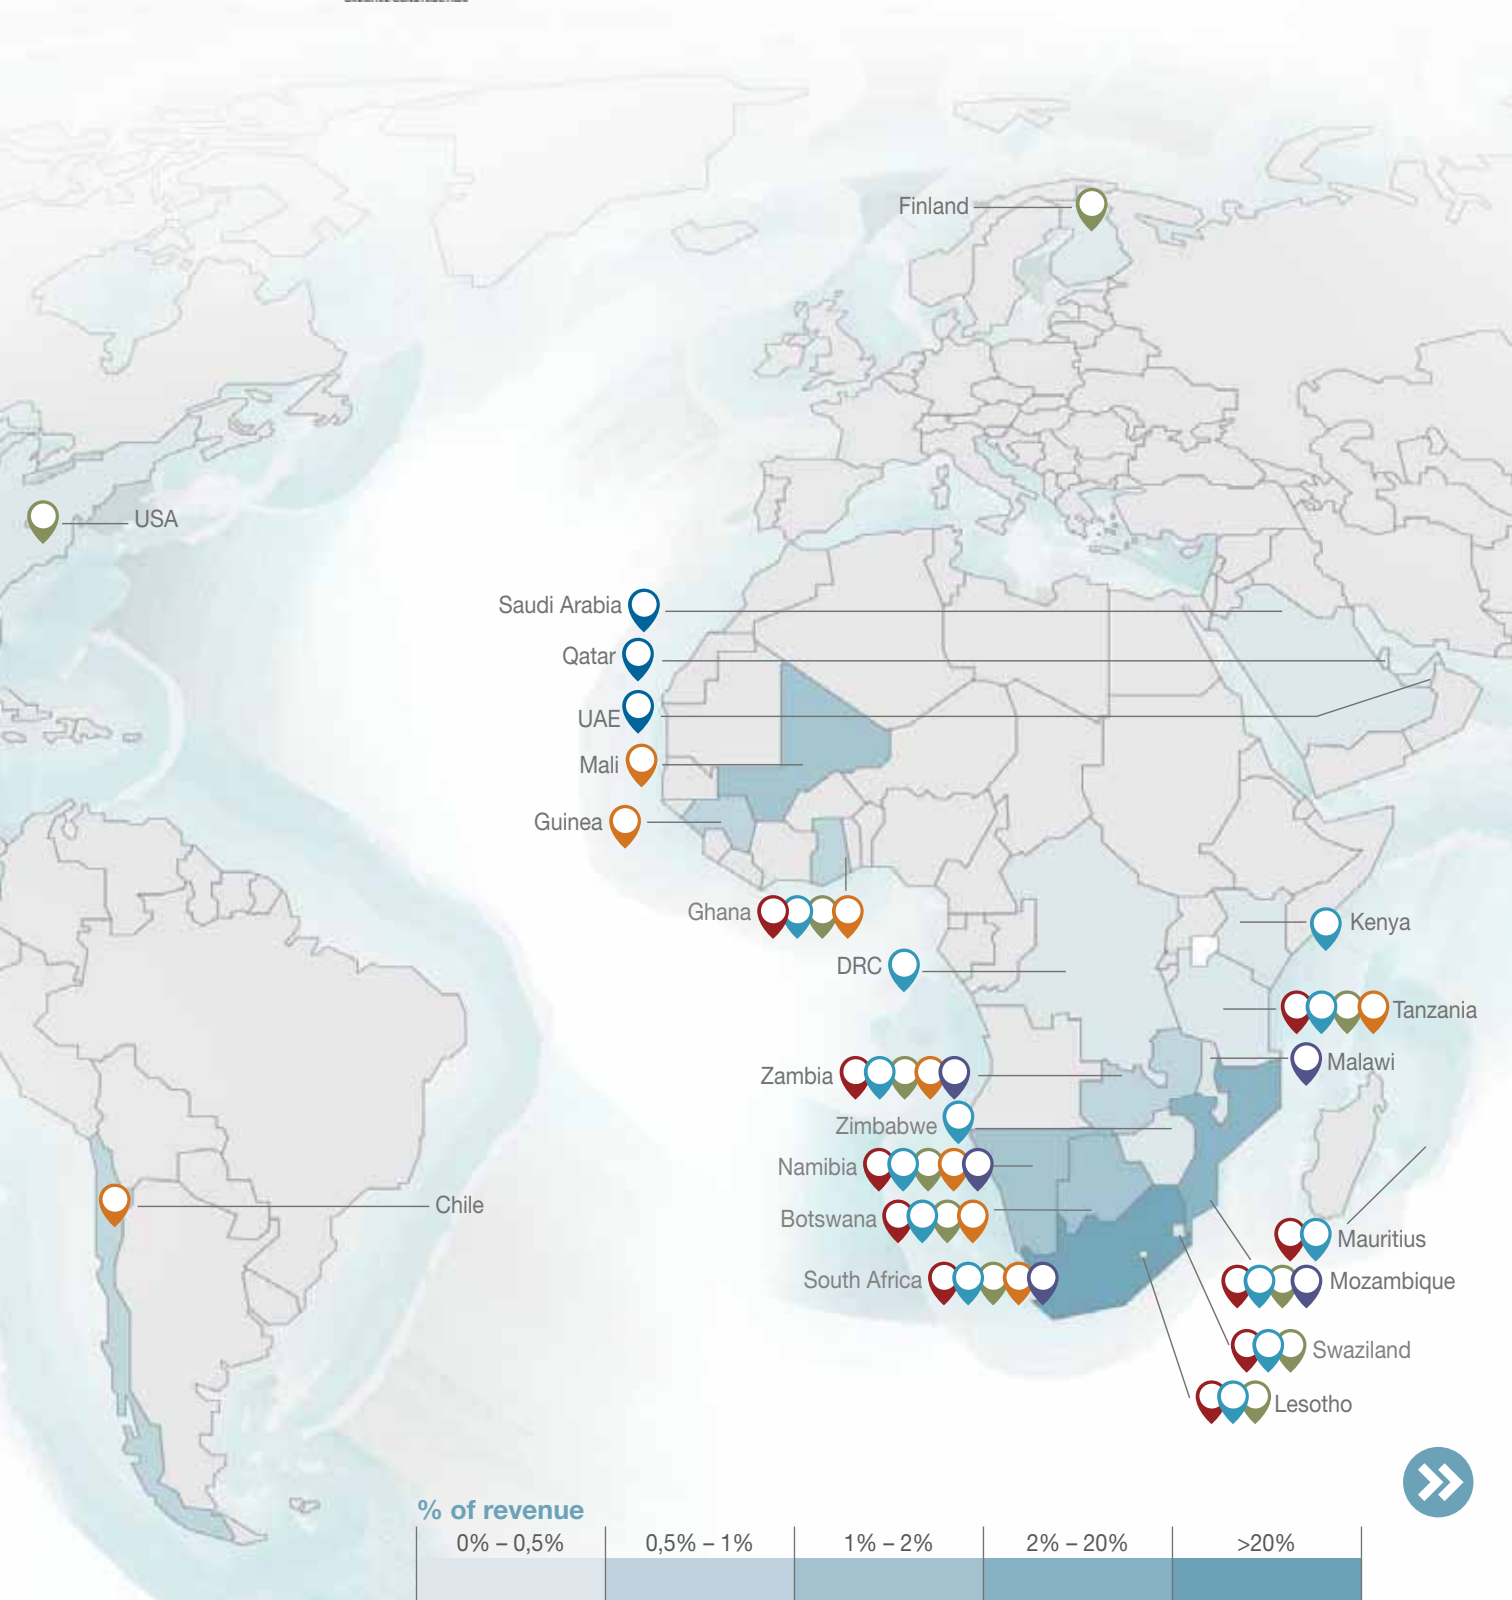 Finland
USA
Saudi Arabia
Qatar
UAE
Mali
Guinea
Ghana
Kenya
DRC
Tanzania
Malawi
Zambia
Zimbabwe
Namibia
Chile
Botswana
Mauritius
South Africa
Mozambique
Swaziland
Lesotho
% of revenue
0% – 0,5%
0,5% – 1%
1% – 2%
2% – 20%
>20%